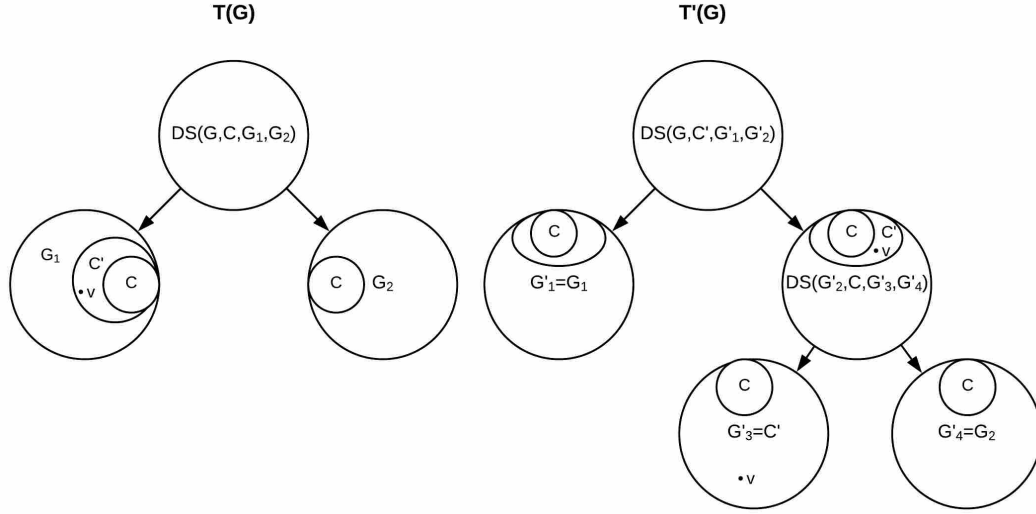 T(G)
T'(G)
DS(G,C,G₁,G₂)
DS(G,C',G'₁,G'₂)
G₁
C'
C
v
C
G₂
C
G'₁=G₁
C
C'
v
DS(G'₂,C,G'₃,G'₄)
C
G'₃=C'
v
C
G'₄=G₂